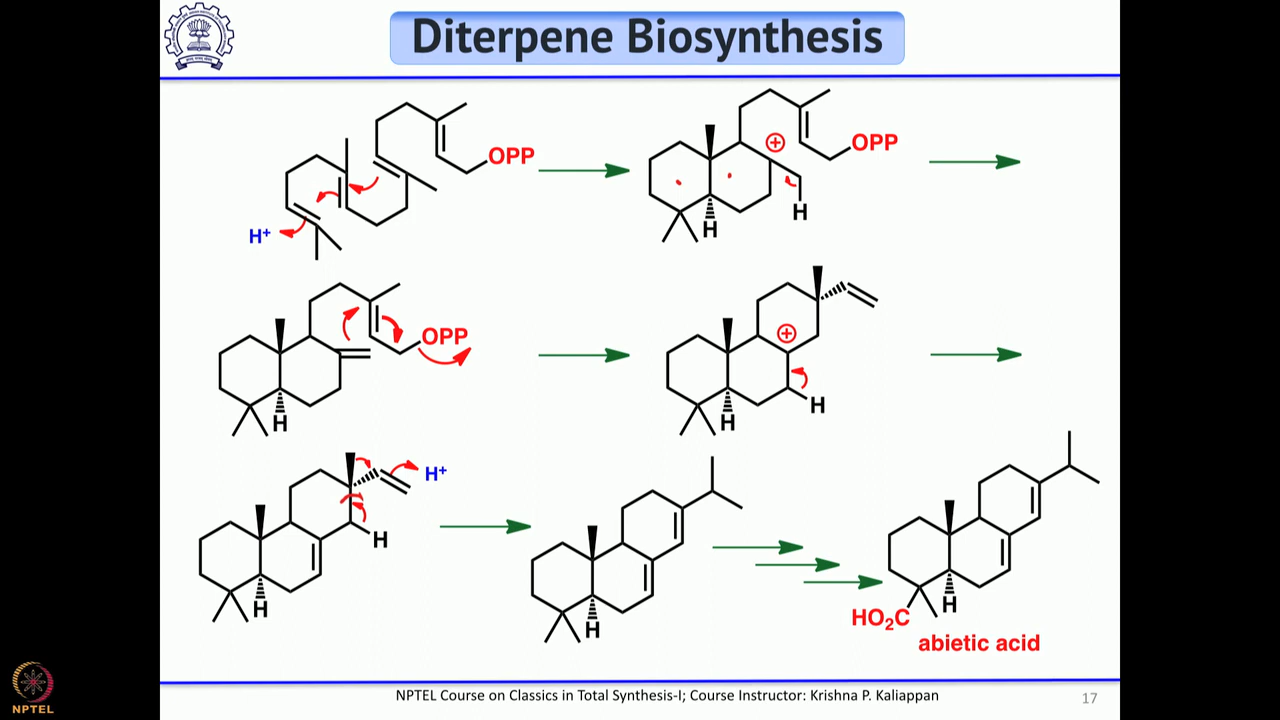 Diterpene Biosynthesis
OPP
H+
OPP
H
H
OPP
H
H
H
H+
H
H
H
H
HO2C
abietic acid
NPTEL
NPTEL Course on Classics in Total Synthesis-I; Course Instructor: Krishna P. Kaliappan
17